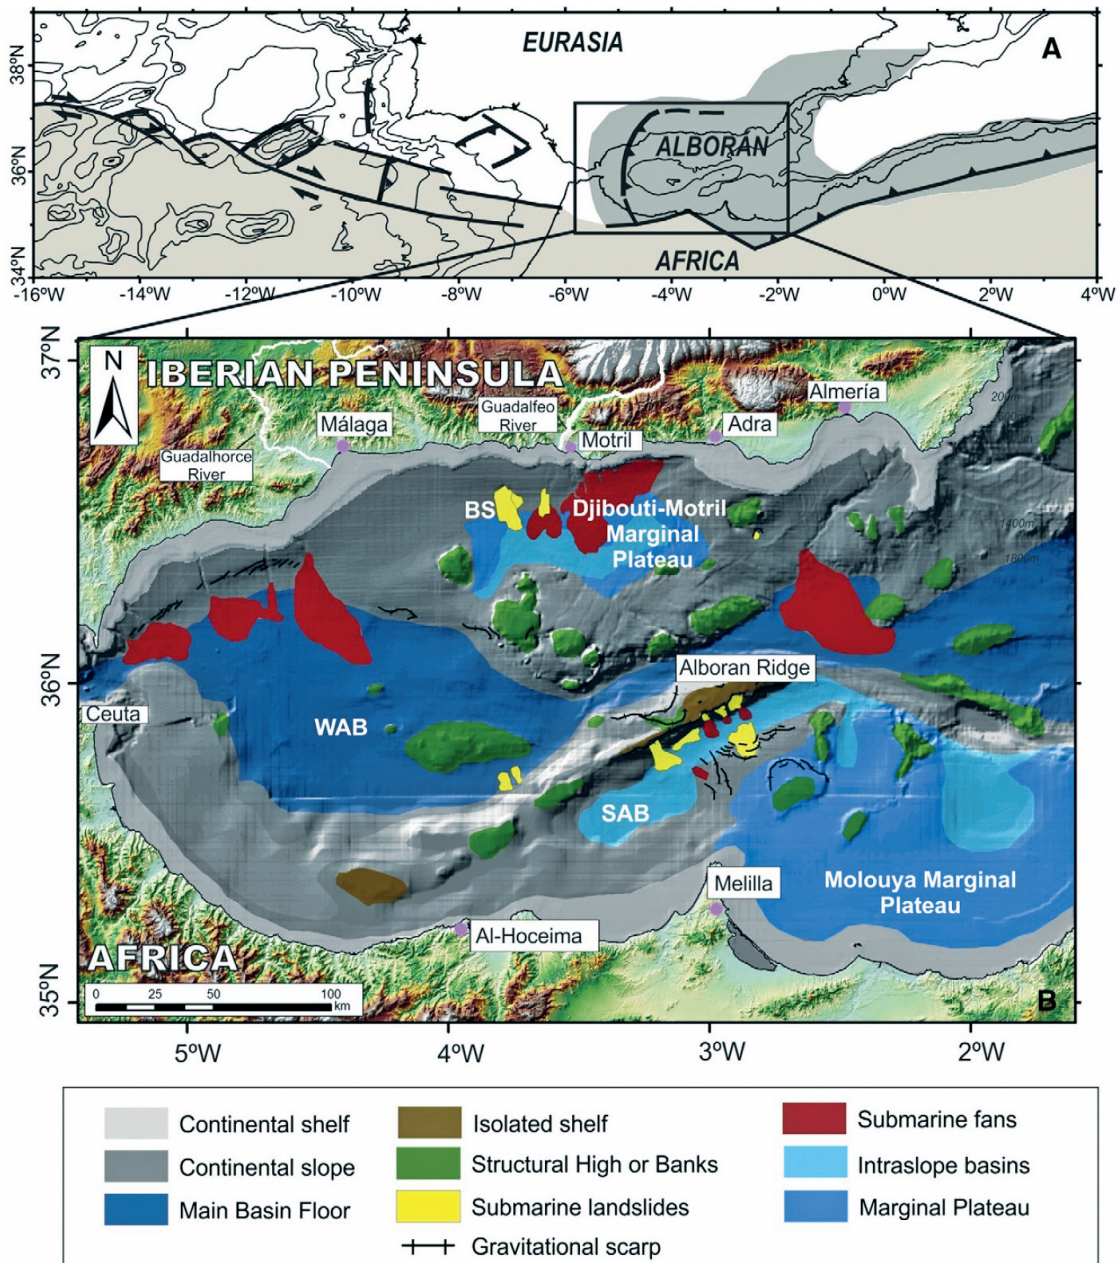 EURASIA
A
38ºN
36ºN
34ºN
ALBORAN
AFRICA
-16ºW
-14ºW
-12ºW
-10ºW
-8ºW
-6ºW
-4ºW
-2ºW
0ºW
2ºW
4ºW
37ºN
36ºN
35ºN
N
IBERIAN PENINSULA
Almería
200m
Guadalfeo
River
Adra
Málaga
Motril
Guadalhorce
River
BS
Djibouti-Motril
Marginal
Plateau
1400m
1800m
Alboran Ridge
Ceuta
WAB
SAB
Melilla
Molouya Marginal
Plateau
Al-Hoceima
AFRICA
0 25 50 100
km
B
5ºW
4ºW
3ºW
2ºW
Continental shelf
Isolated shelf
Submarine fans
Continental slope
Structural High or Banks
Intraslope basins
Main Basin Floor
Submarine landslides
Marginal Plateau
Gravitational scarp